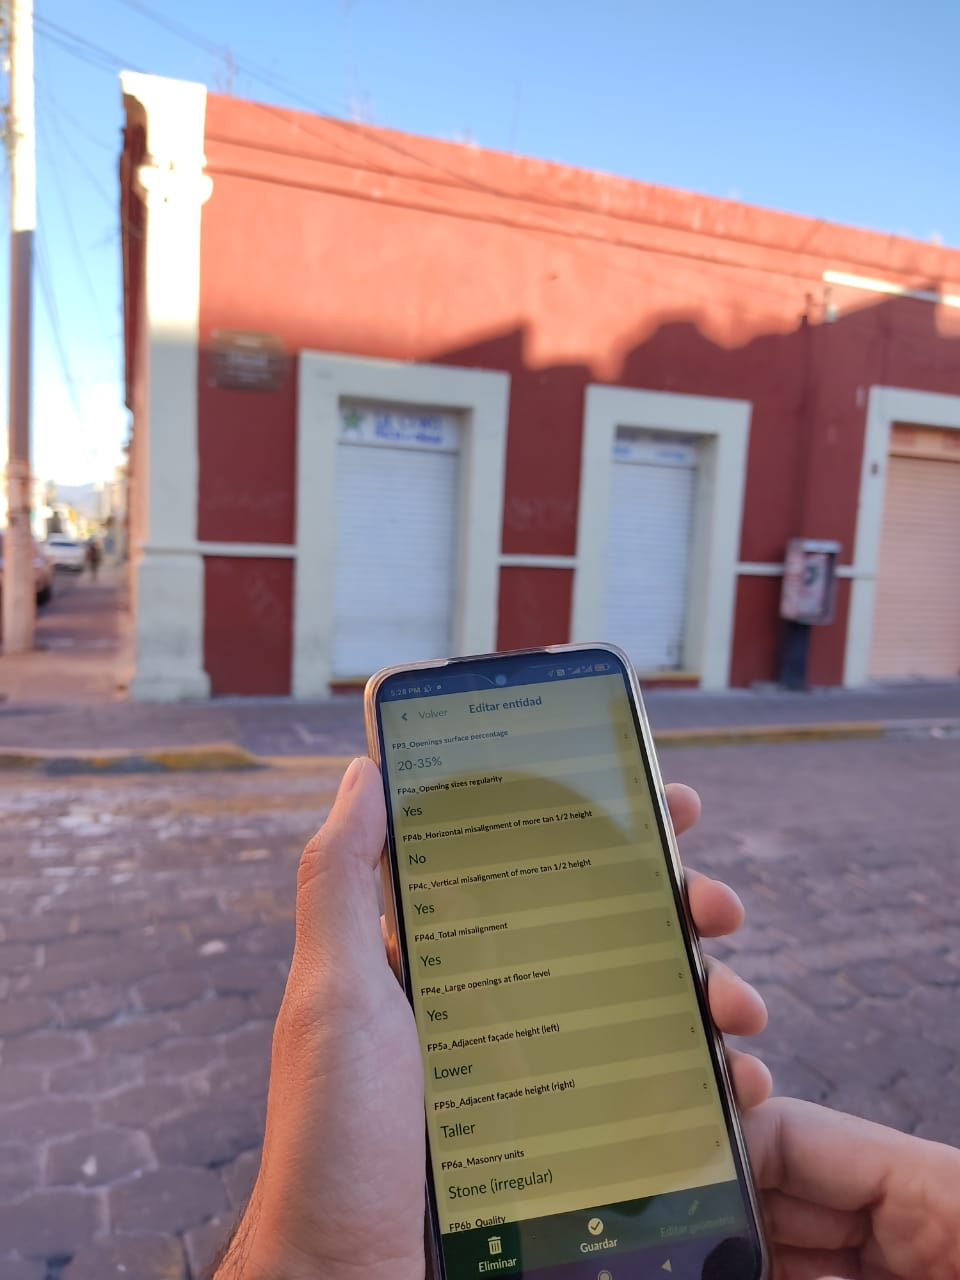 5:28 PM
Volver Editar entidad
FP3_Openings surface percentage
20-35%
FP4a_Opening sizes regularity
Yes
FP4b_Horizontal misalignment of more tan 1/2 height
No
FP4c_Vertical misalignment of more tan 1/2 height
Yes
FP4d_Total misalignment
Yes
FP4e_Large openings at floor level
Yes
FP5a_Adjacent façade height (left)
Lower
FP5b_Adjacent façade height (right)
Taller
FP6a_Masonry units
Stone (irregular)
FP6b_Quality
Eliminar Guardar Editar geometría